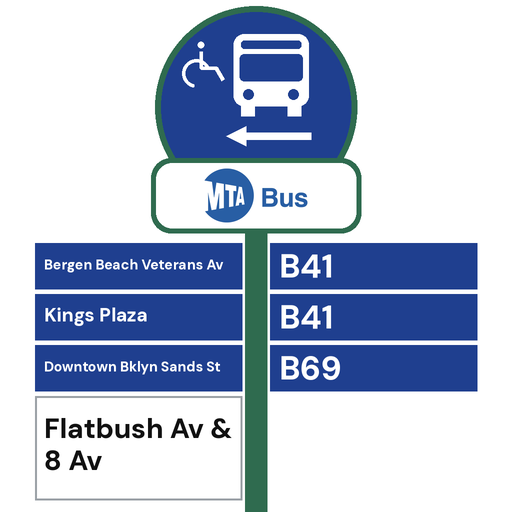 MTA Bus
Bergen Beach Veterans Av B41
Kings Plaza B41
Downtown Bklyn Sands St B69
Flatbush Av &
8 Av